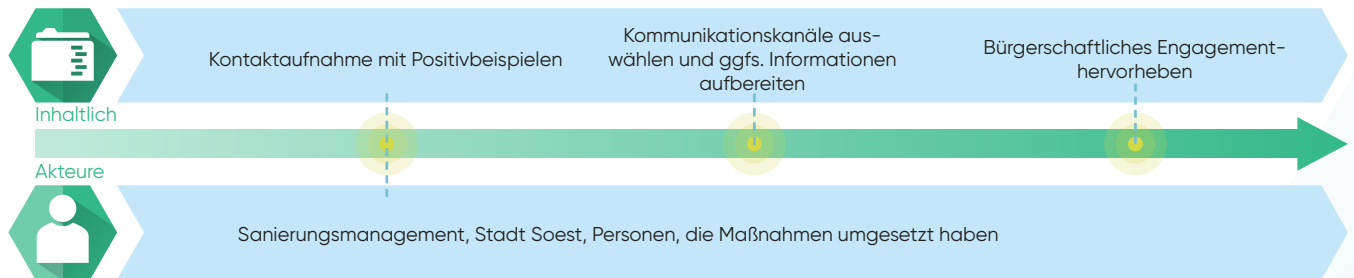 Kontaktaufnahme mit Positivbeispielen
Kommunikationskanäle aus-
wählen und ggfs. Informationen
aufbereiten
Bürgerschaftliches Engagement-
hervorheben
Inhaltlich
Akteure
Sanierungsmanagement, Stadt Soest, Personen, die Maßnahmen umgesetzt haben